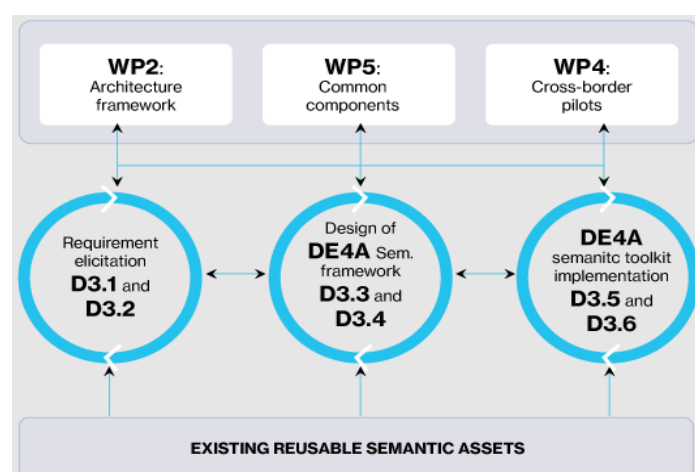 WP2:
Architecture
framework
WP5:
Common
components
WP4:
Cross-border
pilots
Requirement
elicitation
D3.1 and
D3.2
Design of
DE4A Sem.
framework
D3.3 and
D3.4
DE4A
semanitc toolkit
implementation
D3.5 and
D3.6
EXISTING REUSABLE SEMANTIC ASSETS